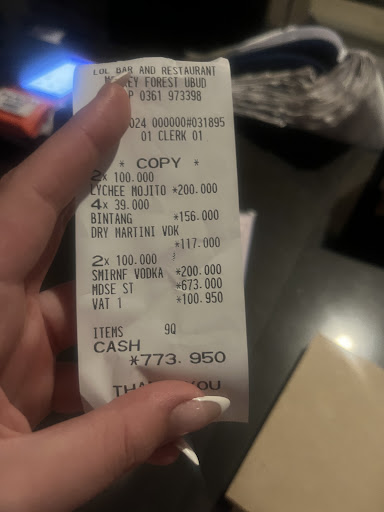 LOL BAR AND RESTAURANT
FOREST UBUD
P 0361 973398
024 000000#031895
01 CLERK 01
* COPY *
2x 100.000
LYCHEE MOJITO *200.000
4x 39.000
BINTANG *156.000
DRY MARTINI VDK
*117.000
2x 100.000
SMIRNF VODKA *200.000
MDSE ST *673.000
VAT 1 *100.950
ITEMS 9Q
CASH
*773.950
YOU